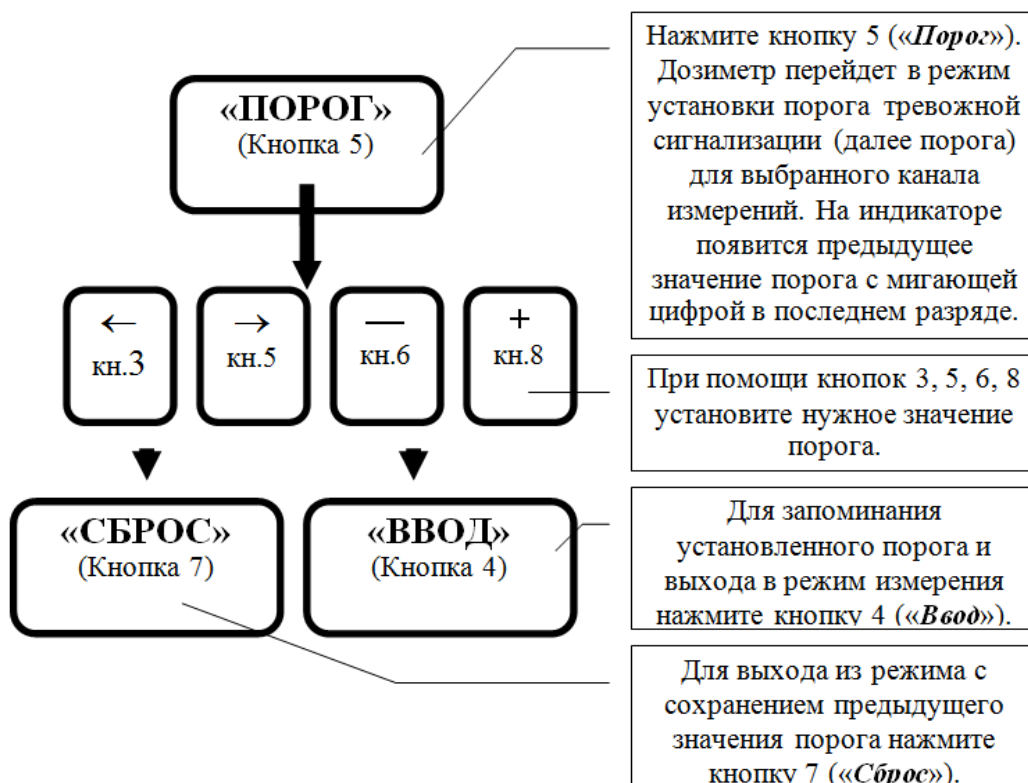 «ПОРОГ»
(Кнопка 5)
←
кн.3
→
кн.5
—
кн.6
+
кн.8
«СБРОС»
(Кнопка 7)
«ВВОД»
(Кнопка 4)
Нажмите кнопку 5 («Порог»).
Дозиметр перейдет в режим
установки порога тревожной
сигнализации (далее порога)
для выбранного канала
измерений. На индикаторе
появится предыдущее
значение порога с мигающей
цифрой в последнем разряде.
При помощи кнопок 3, 5, 6, 8
установите нужное значение
порога.
Для запоминания
установленного порога и
выхода в режим измерения
нажмите кнопку 4 («Ввод»).
Для выхода из режима с
сохранением предыдущего
значения порога нажмите
кнопку 7 («Сброс»).